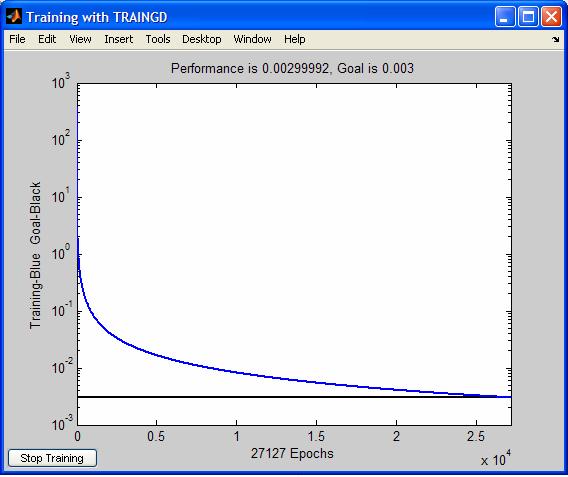 Training with TRAINGD
File Edit View Insert Tools Desktop Window Help
Performance is 0.00299992, Goal is 0.003
Training-Blue Goal-Black
10^3
10^2
10^1
10^0
10^-1
10^-2
10^-3
0 0.5 1 1.5 2 2.5
x 10^4
27127 Epochs
Stop Training